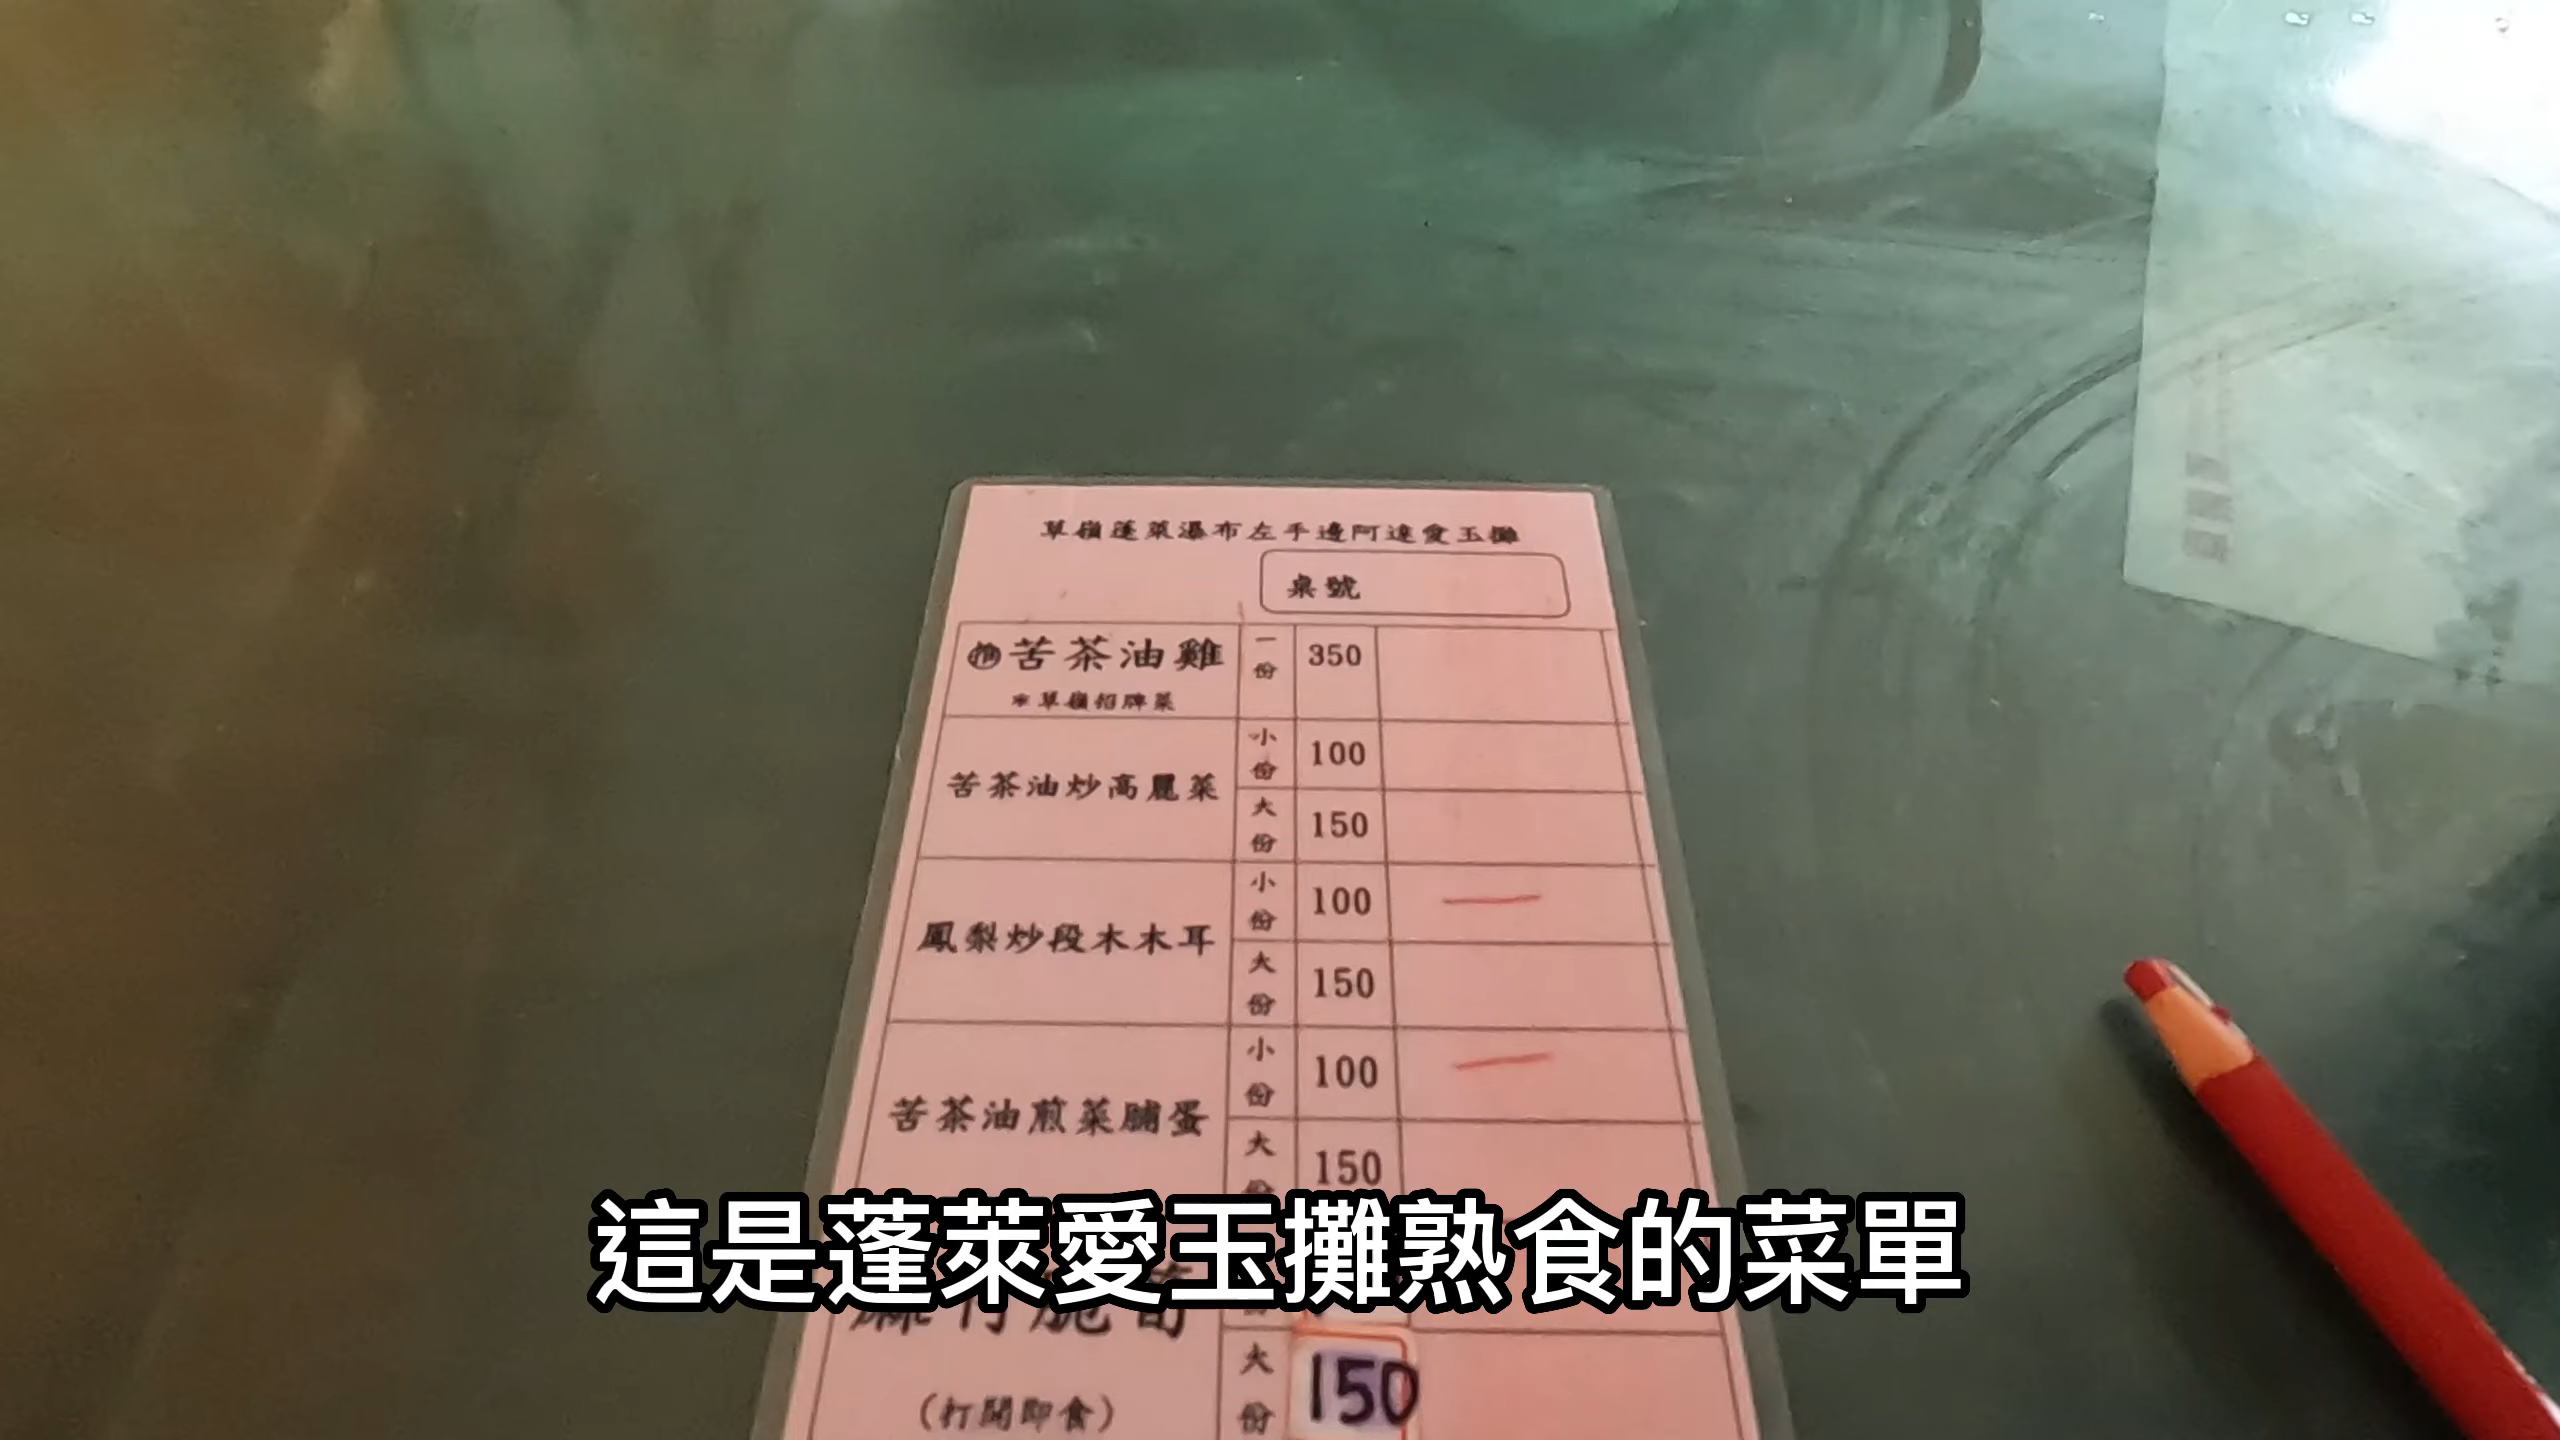 草嶺蓬萊瀑布左手邊阿達愛玉攤
桌號
推 苦茶油雞 一份 350
*草嶺招牌菜
苦茶油炒高麗菜 小份 100
大份 150
鳳梨炒段木木耳 小份 100
大份 150
苦茶油煎菜脯蛋 小份 100
大份 150
這是蓬萊愛玉攤熟食的菜單
大份 150
(打開即食)